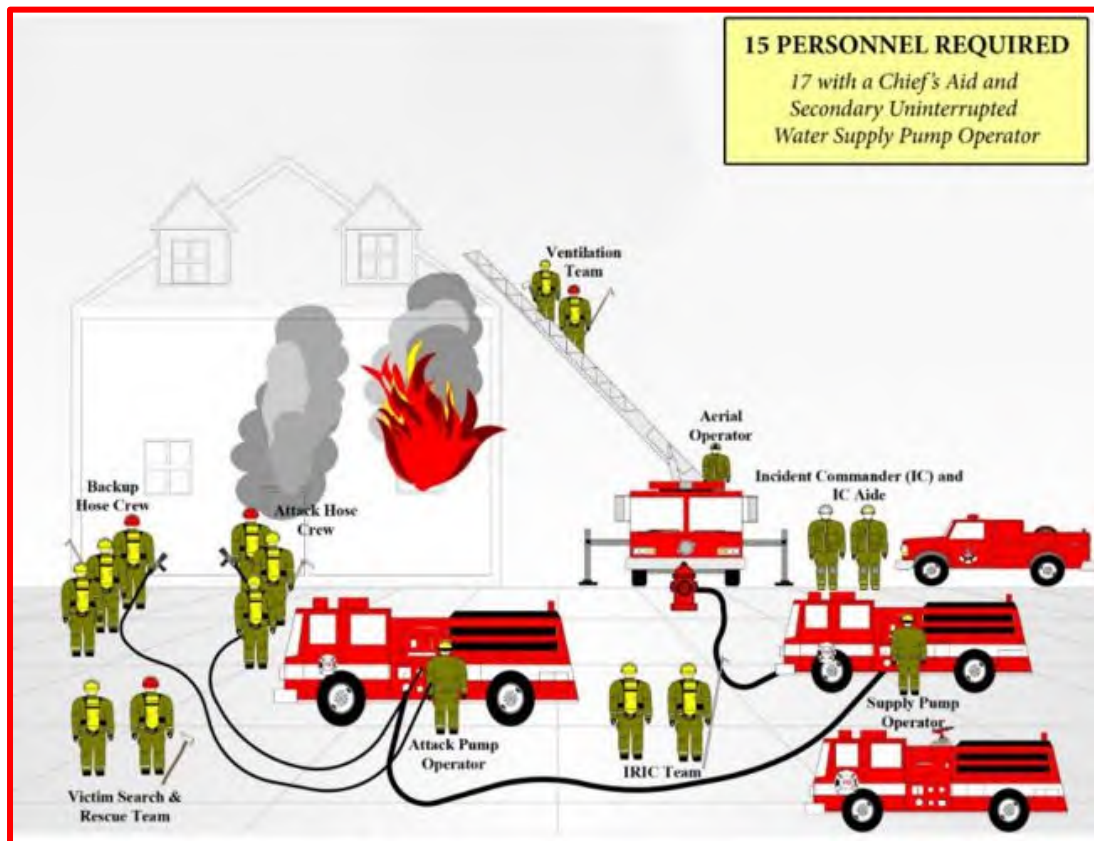 15 PERSONNEL REQUIRED
17 with a Chief's Aid and
Secondary Uninterrupted
Water Supply Pump Operator
Ventilation
Team
Aerial
Operator
Incident Commander (IC) and
IC Aide
Backup
Hose Crew
Attack Hose
Crew
Supply Pump
Operator
Attack Pump
Operator
IRIC Team
Victim Search &
Rescue Team